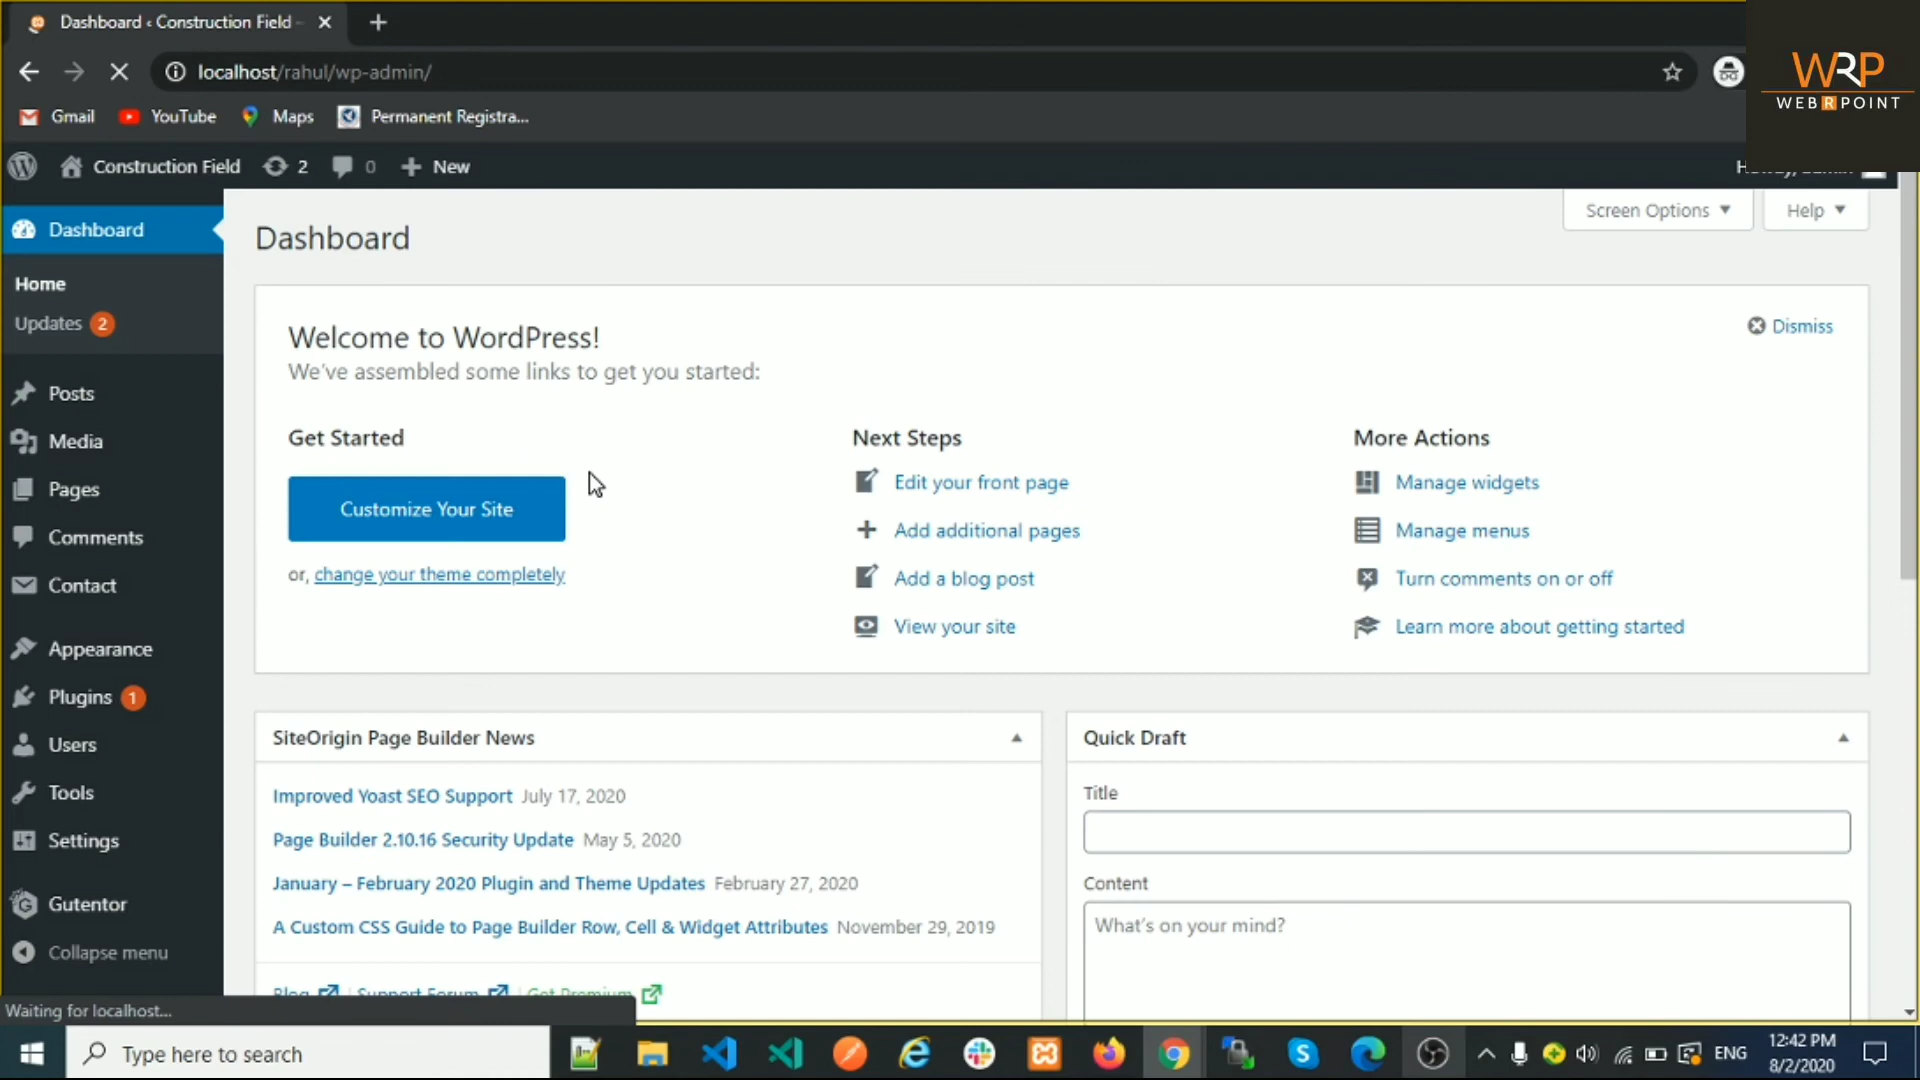 Dashboard ‹ Construction Field -
WRP
WEBRPOINT
localhost/rahul/wp-admin/
Gmail
YouTube
Maps
Permanent Registra...
Construction Field
2
0
New
Dashboard
Home
Updates 2
Posts
Media
Pages
Comments
Contact
Appearance
Plugins 1
Users
Tools
Settings
Gutentor
Collapse menu
Screen Options
Help
Dashboard
Welcome to WordPress!
We've assembled some links to get you started:
Dismiss
Get Started
Customize Your Site
or, change your theme completely
Next Steps
Edit your front page
Add additional pages
Add a blog post
View your site
More Actions
Manage widgets
Manage menus
Turn comments on or off
Learn more about getting started
SiteOrigin Page Builder News
Improved Yoast SEO Support July 17, 2020
Page Builder 2.10.16 Security Update May 5, 2020
January – February 2020 Plugin and Theme Updates February 27, 2020
A Custom CSS Guide to Page Builder Row, Cell & Widget Attributes November 29, 2019
Blog | Support Forum | Get Premium
Quick Draft
Title
Content
What's on your mind?
Waiting for localhost...
Type here to search
ENG
12:42 PM
8/2/2020